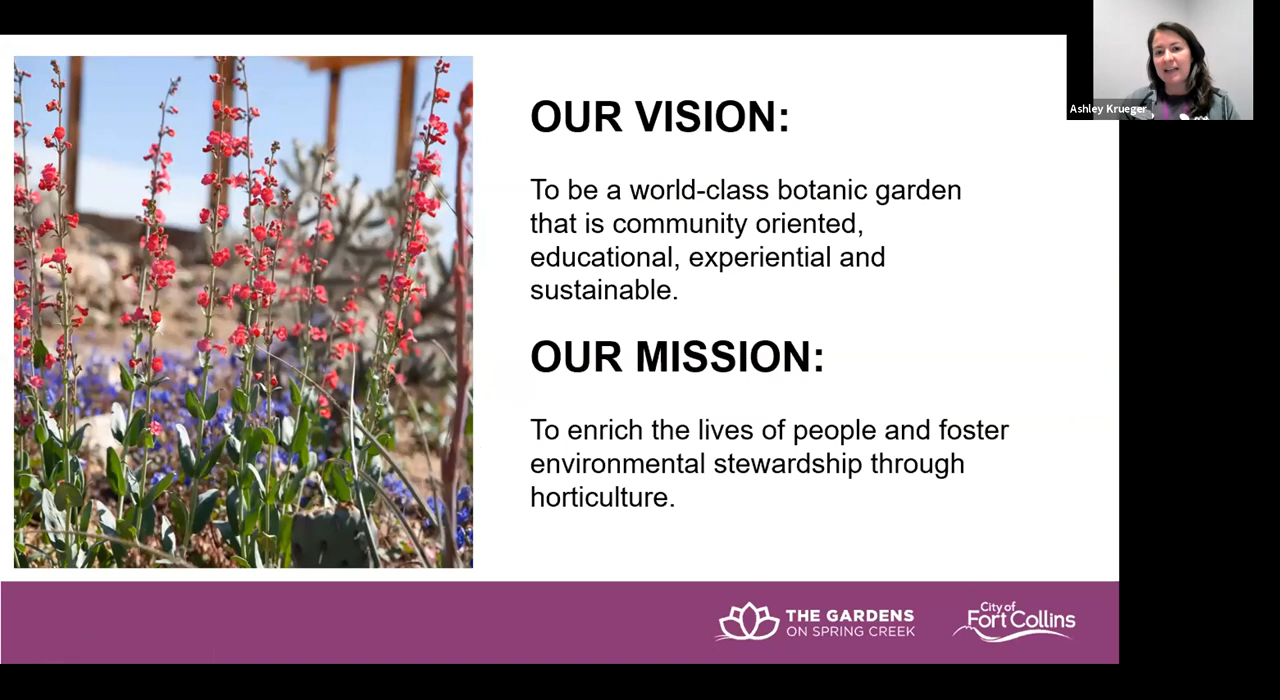 Ashley Krueger
OUR VISION:
To be a world-class botanic garden
that is community oriented,
educational, experiential and
sustainable.
OUR MISSION:
To enrich the lives of people and foster
environmental stewardship through
horticulture.
THE GARDENS
ON SPRING CREEK
City of
Fort Collins